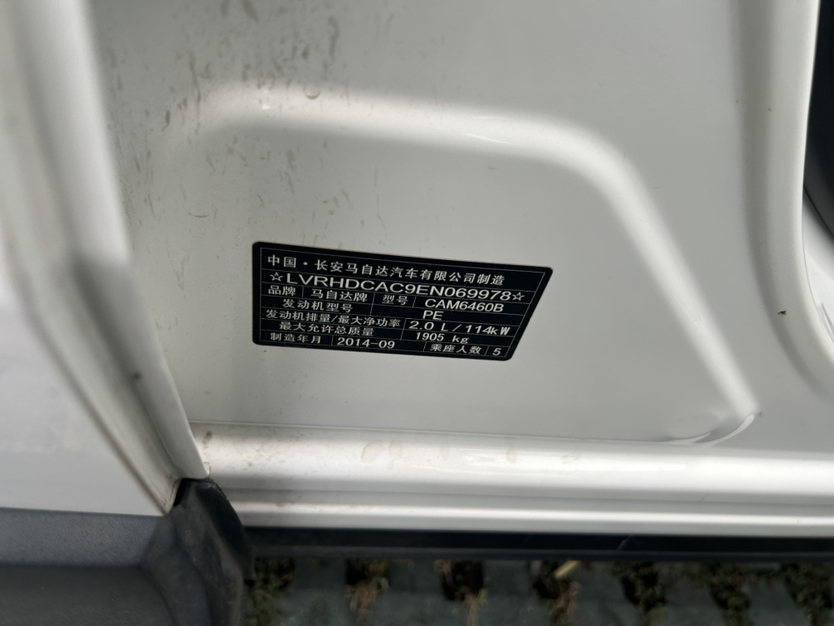 中国·长安马自达汽车有限公司制造
☆LVRHDCAC9EN069978☆
品牌 马自达牌 型号 CAM6460B
发动机型号 PE
发动机排量/最大净功率 2.0 L/114kW
最大允许总质量 1905 kg
制造年月 2014-09 乘座人数 5